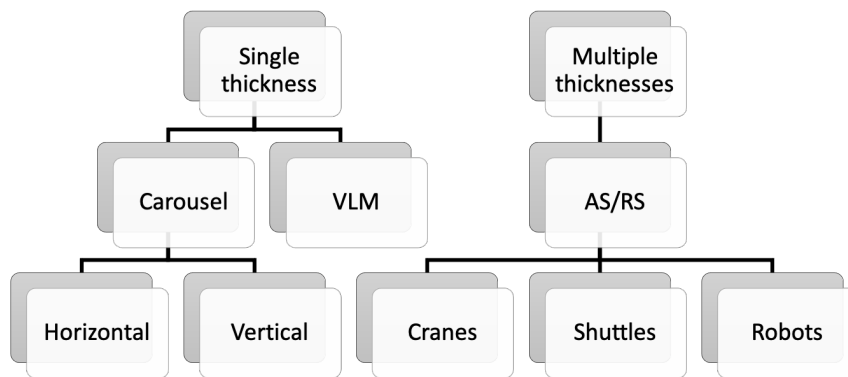 Single
thickness
Multiple
thicknesses
Carousel
VLM
AS/RS
Horizontal
Vertical
Cranes
Shuttles
Robots